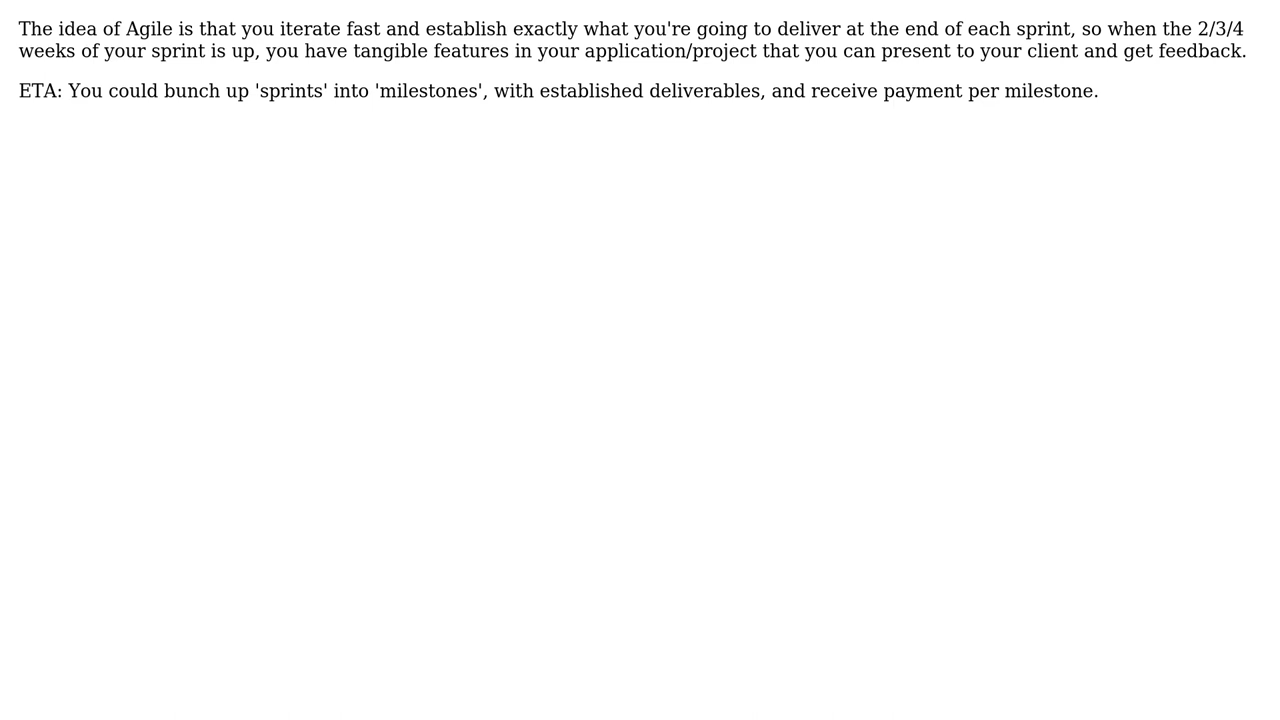 The idea of Agile is that you iterate fast and establish exactly what you're going to deliver at the end of each sprint, so when the 2/3/4
weeks of your sprint is up, you have tangible features in your application/project that you can present to your client and get feedback.
ETA: You could bunch up 'sprints' into 'milestones', with established deliverables, and receive payment per milestone.